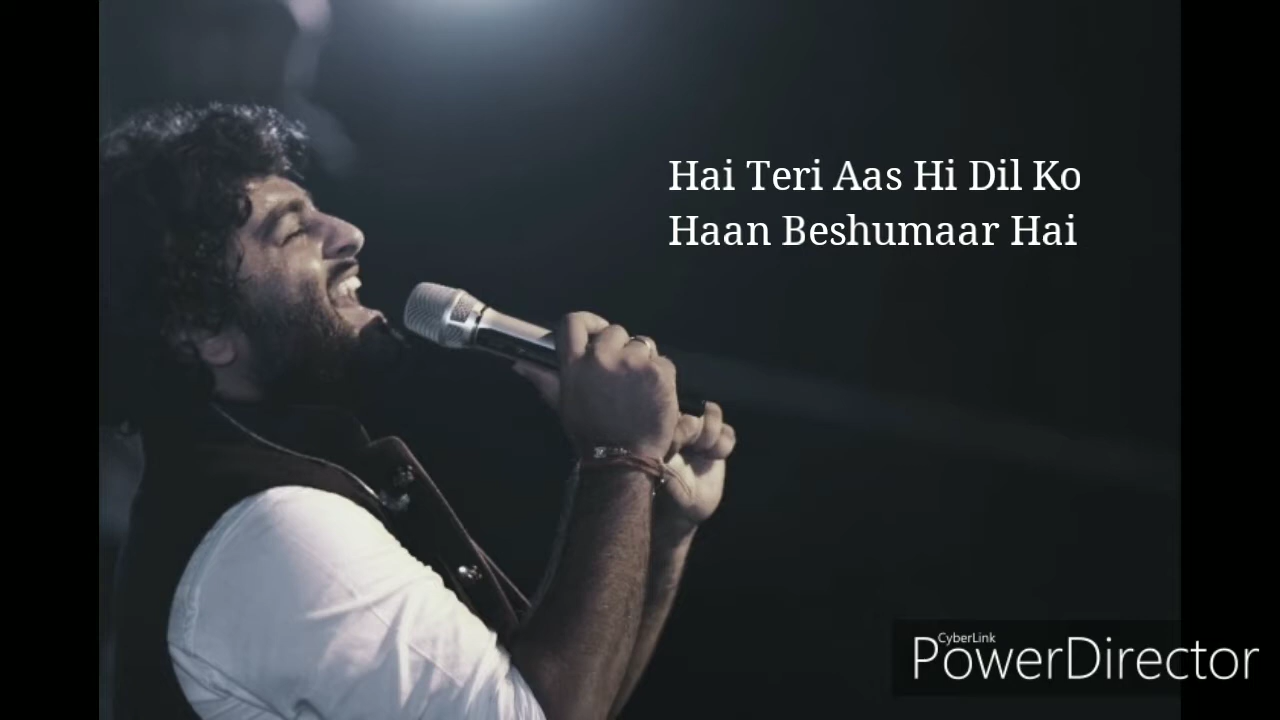 Hai Teri Aas Hi Dil Ko
Haan Beshumaar Hai
CyberLink
PowerDirector